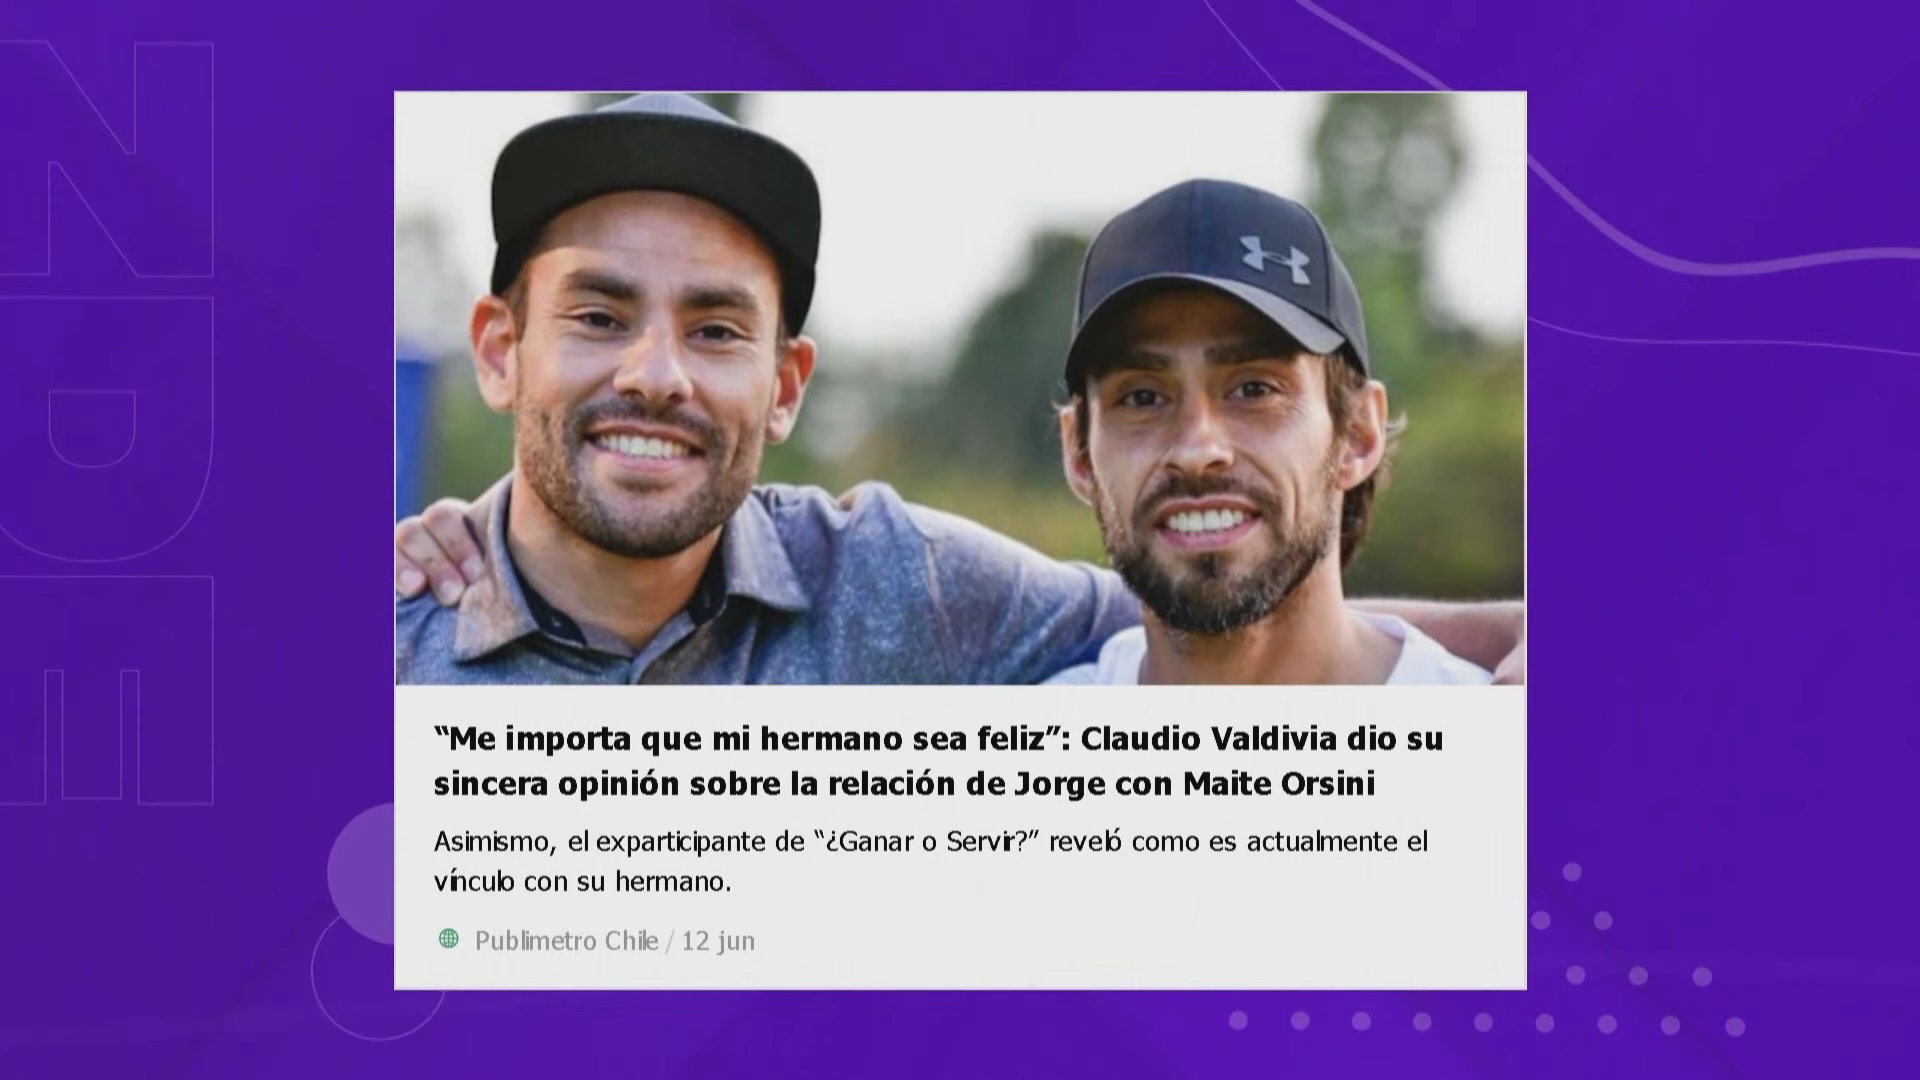 NDE
“Me importa que mi hermano sea feliz”: Claudio Valdivia dio su
sincera opinión sobre la relación de Jorge con Maite Orsini
Asimismo, el exparticipante de “¿Ganar o Servir?” reveló como es actualmente el
vínculo con su hermano.
Publimetro Chile / 12 jun